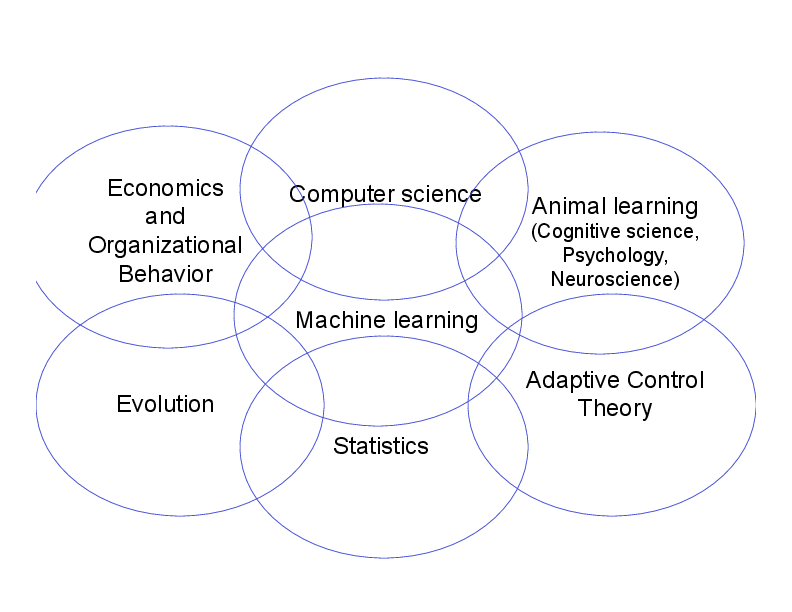 Economics
and
Organizational
Behavior
Computer science
Animal learning
(Cognitive science,
Psychology,
Neuroscience)
Machine learning
Evolution
Adaptive Control
Theory
Statistics